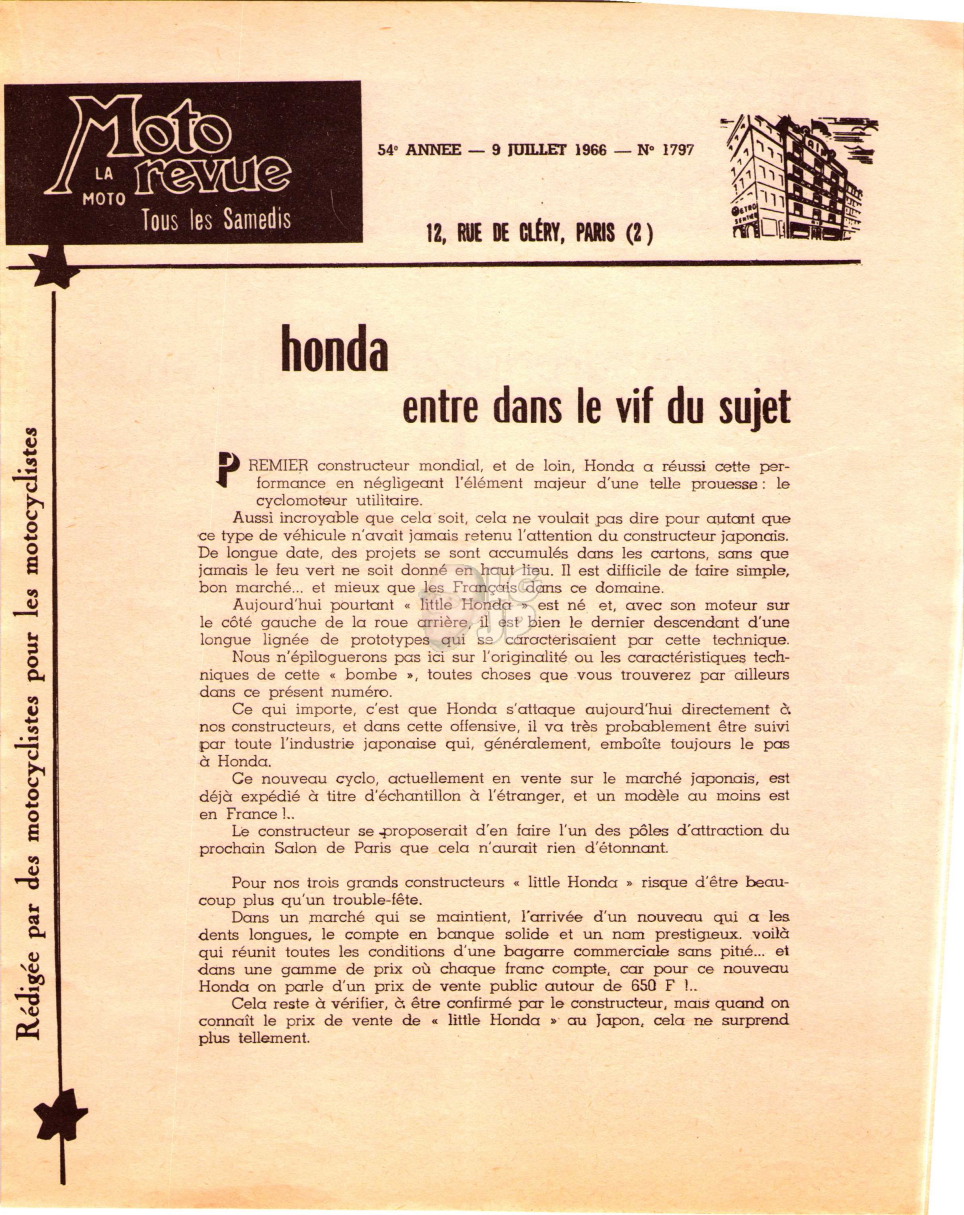 Moto
LA
MOTO
revue
Tous les Samedis
54e ANNEE — 9 JUILLET 1966 — No 1797
12, RUE DE CLÉRY, PARIS (2)
METRO
SENTIER
Rédigée par des motocyclistes pour les motocyclistes
honda
entre dans le vif du sujet
PREMIER constructeur mondial, et de loin, Honda a réussi cette per-
formance en négligeant l'élément majeur d'une telle prouesse : le
cyclomoteur utilitaire.
Aussi incroyable que cela soit, cela ne voulait pas dire pour autant que
ce type de véhicule n'avait jamais retenu l'attention du constructeur japonais.
De longue date, des projets se sont accumulés dans les cartons, sans que
jamais le feu vert ne soit donné en haut lieu. Il est difficile de faire simple,
bon marché... et mieux que les Français dans ce domaine.
Aujourd'hui pourtant « little Honda » est né et, avec son moteur sur
le côté gauche de la roue arrière, il est bien le dernier descendant d'une
longue lignée de prototypes qui se caracterisaient par cette technique.
Nous n'épiloguerons pas ici sur l'originalité ou les caractéristiques tech-
niques de cette « bombe », toutes choses que vous trouverez par ailleurs
dans ce présent numéro.
Ce qui importe, c'est que Honda s'attaque aujourd'hui directement à
nos constructeurs, et dans cette offensive, il va très probablement être suivi
par toute l'industrie japonaise qui, généralement, emboîte toujours le pas
à Honda.
Ce nouveau cyclo, actuellement en vente sur le marché japonais, est
déjà expédié à titre d'échantillon à l'étranger, et un modèle au moins est
en France !..
Le constructeur se proposerait d'en faire l'un des pôles d'attraction du
prochain Salon de Paris que cela n'aurait rien d'étonnant.
Pour nos trois grands constructeurs « little Honda » risque d'être beau-
coup plus qu'un trouble-fête.
Dans un marché qui se maintient, l'arrivée d'un nouveau qui a les
dents longues, le compte en banque solide et un nom prestigieux. voilà
qui réunit toutes les conditions d'une bagarre commerciale sans pitié... et
dans une gamme de prix où chaque franc compte, car pour ce nouveau
Honda on parle d'un prix de vente public autour de 650 F !..
Cela reste à vérifier, à être confirmé par le constructeur, mais quand on
connaît le prix de vente de « little Honda » au Japon, cela ne surprend
plus tellement.